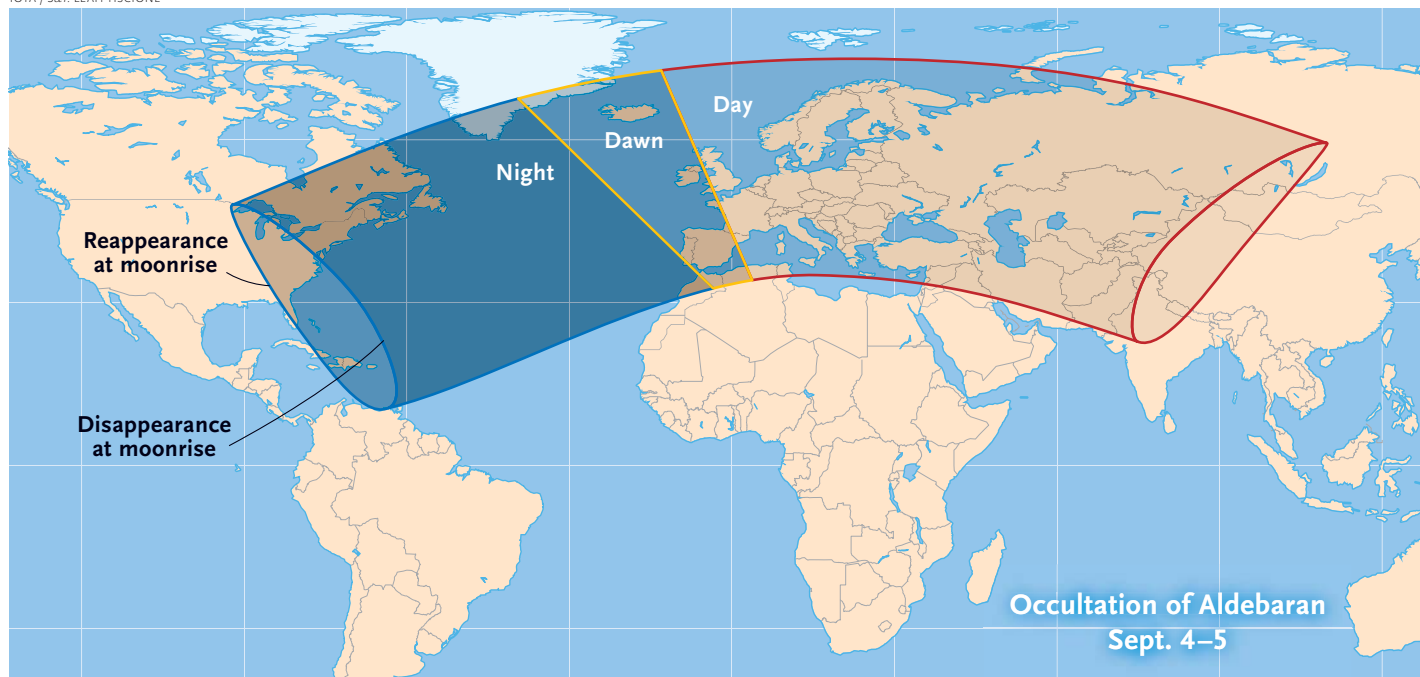 Day
Dawn
Night
Reappearance
at moonrise
Disappearance
at moonrise
Occultation of Aldebaran
Sept. 4–5